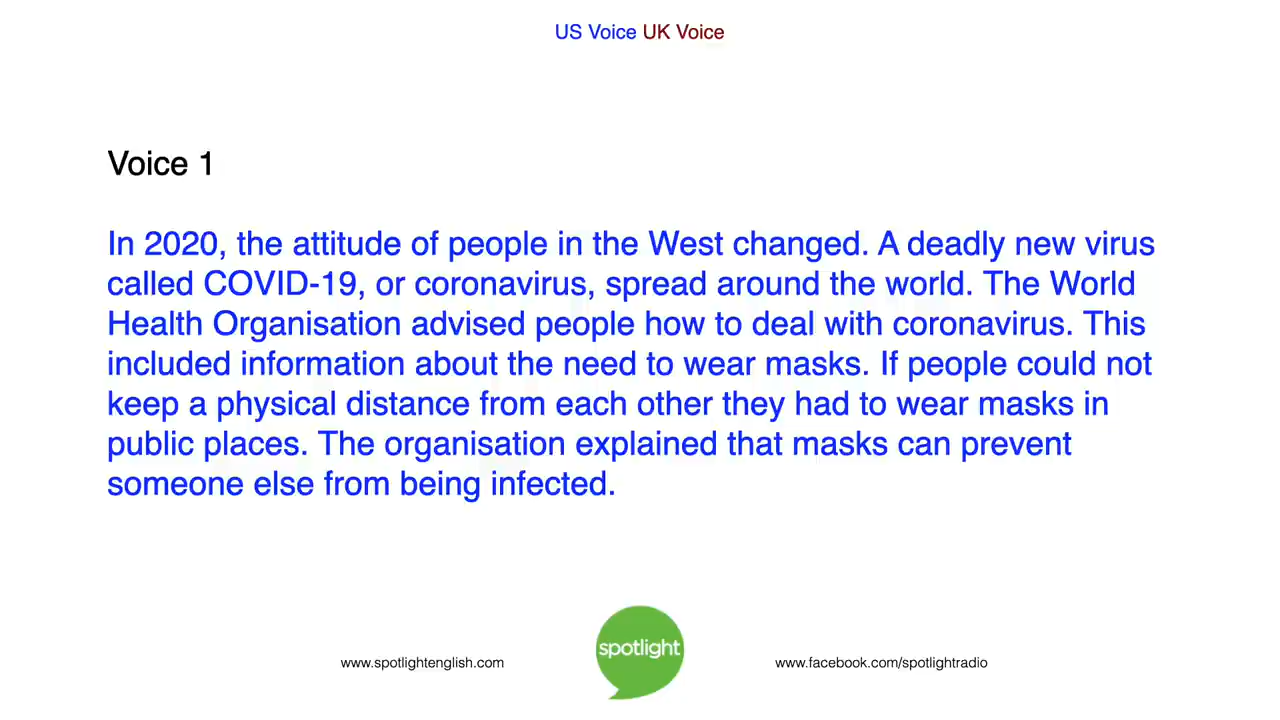 US Voice UK Voice
Voice 1
In 2020, the attitude of people in the West changed. A deadly new virus
called COVID-19, or coronavirus, spread around the world. The World
Health Organisation advised people how to deal with coronavirus. This
included information about the need to wear masks. If people could not
keep a physical distance from each other they had to wear masks in
public places. The organisation explained that masks can prevent
someone else from being infected.
spotlight
www.spotlightenglish.com
www.facebook.com/spotlightradio